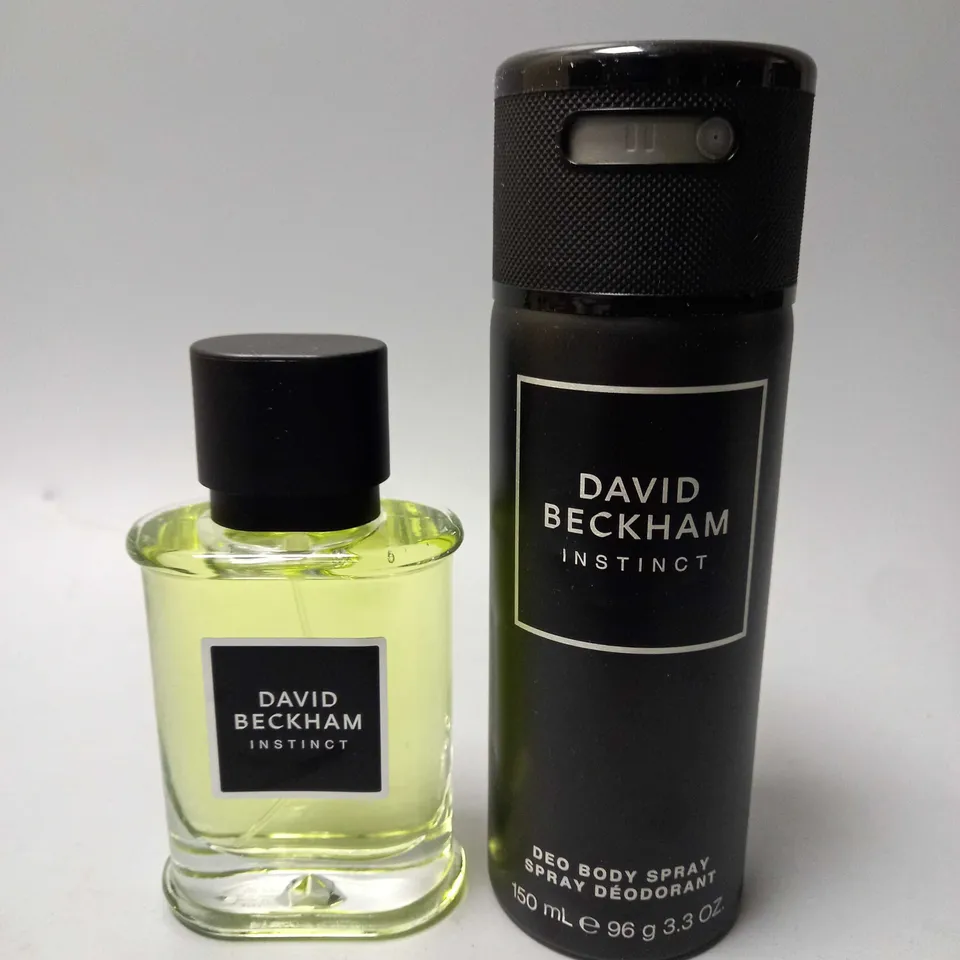 DAVID
BECKHAM
INSTINCT
DAVID
BECKHAM
INSTINCT
DEO BODY SPRAY
SPRAY DÉODORANT
150 mL ℮ 96 g 3.3 OZ.